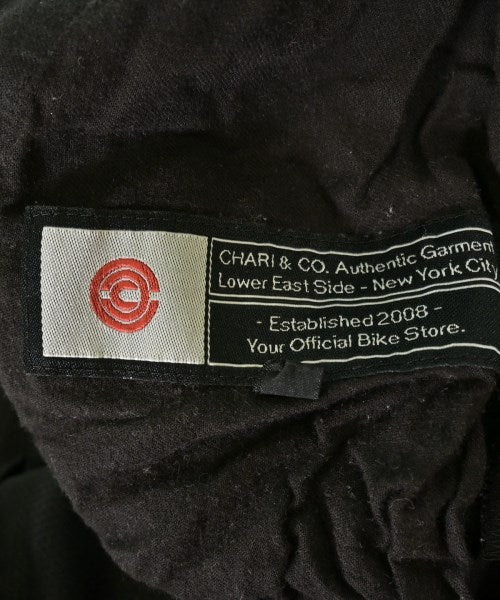 CHARI & CO. Authentic Garment
Lower East Side - New York City
- Established 2008 -
Your Official Bike Store.